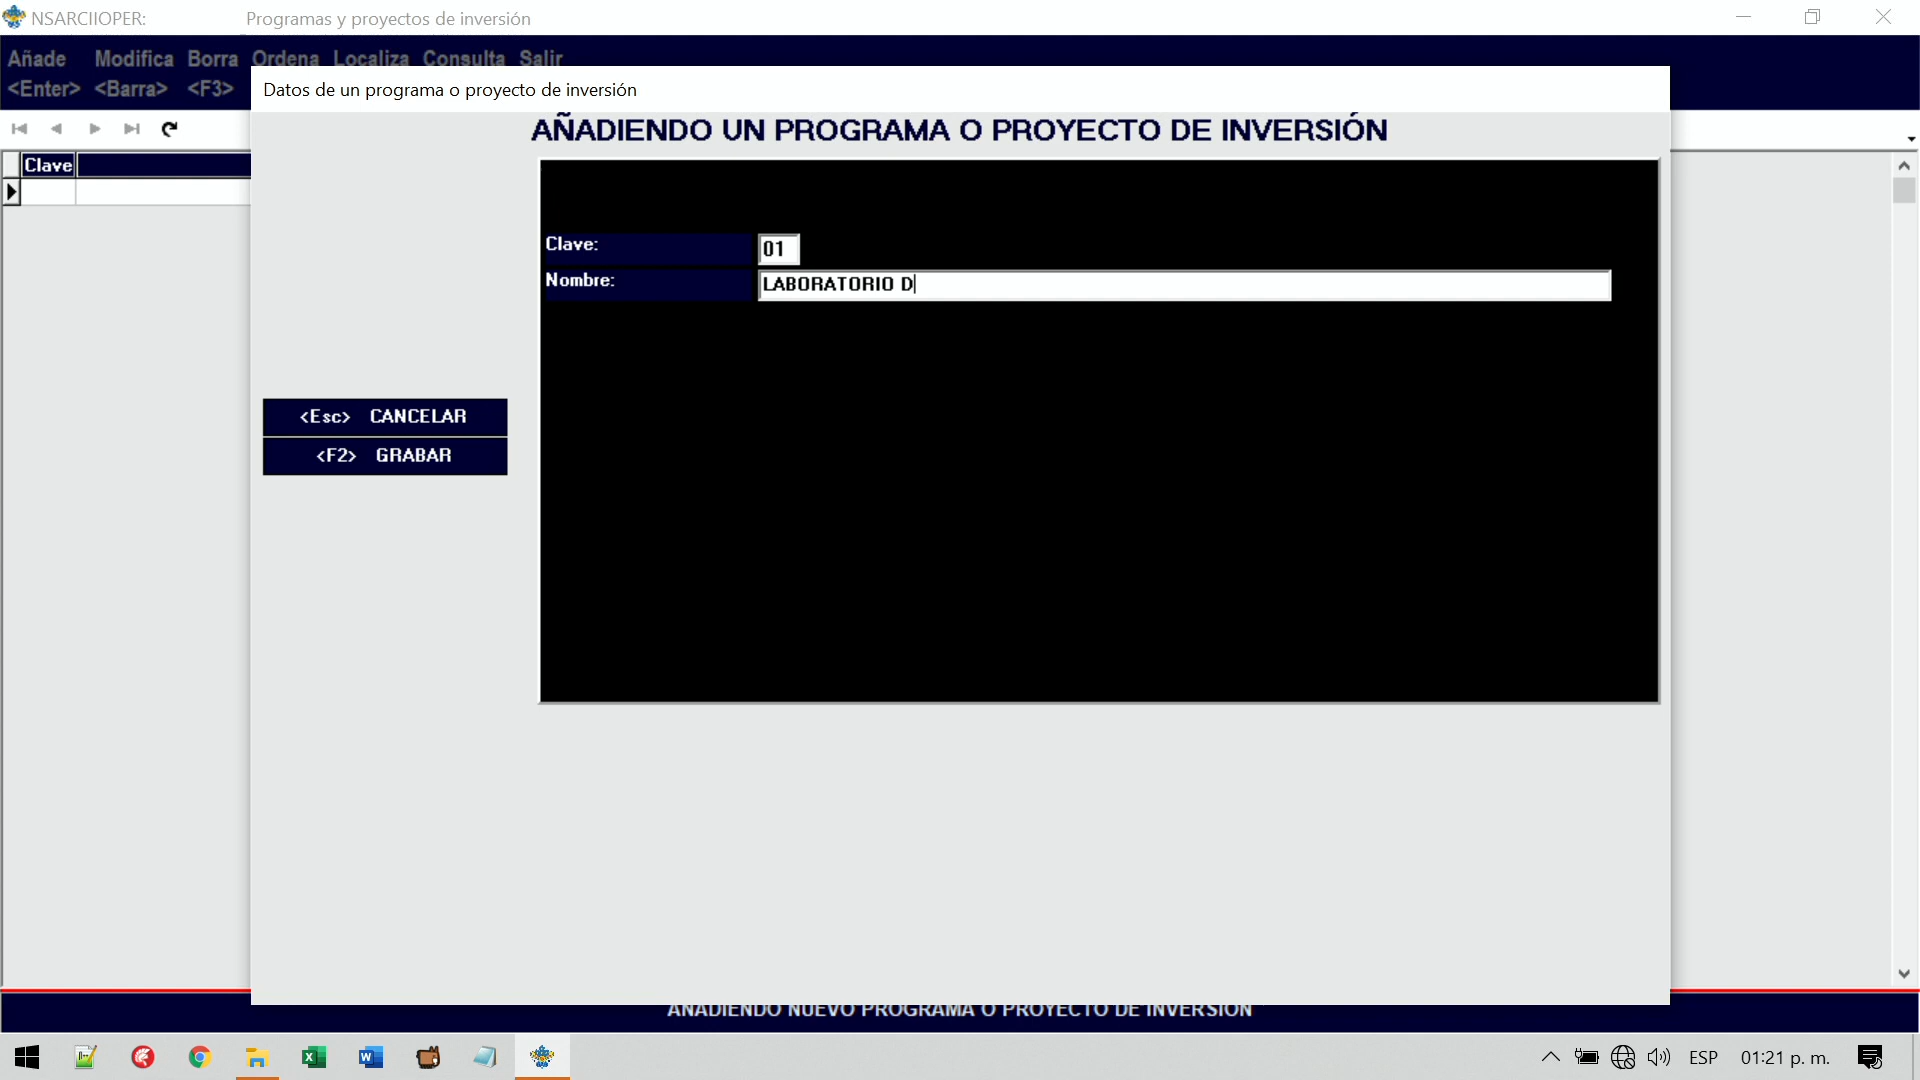 NSARCIIOPER: Programas y proyectos de inversión
Añade Modifica Borra Ordena Localiza Consulta Salir
<Enter> <Barra> <F3>
Datos de un programa o proyecto de inversión
AÑADIENDO UN PROGRAMA O PROYECTO DE INVERSIÓN
Clave
Clave: 01
Nombre: LABORATORIO D
<Esc> CANCELAR
<F2> GRABAR
AÑADIENDO NUEVO PROGRAMA O PROYECTO DE INVERSIÓN
ESP 01:21 p. m.